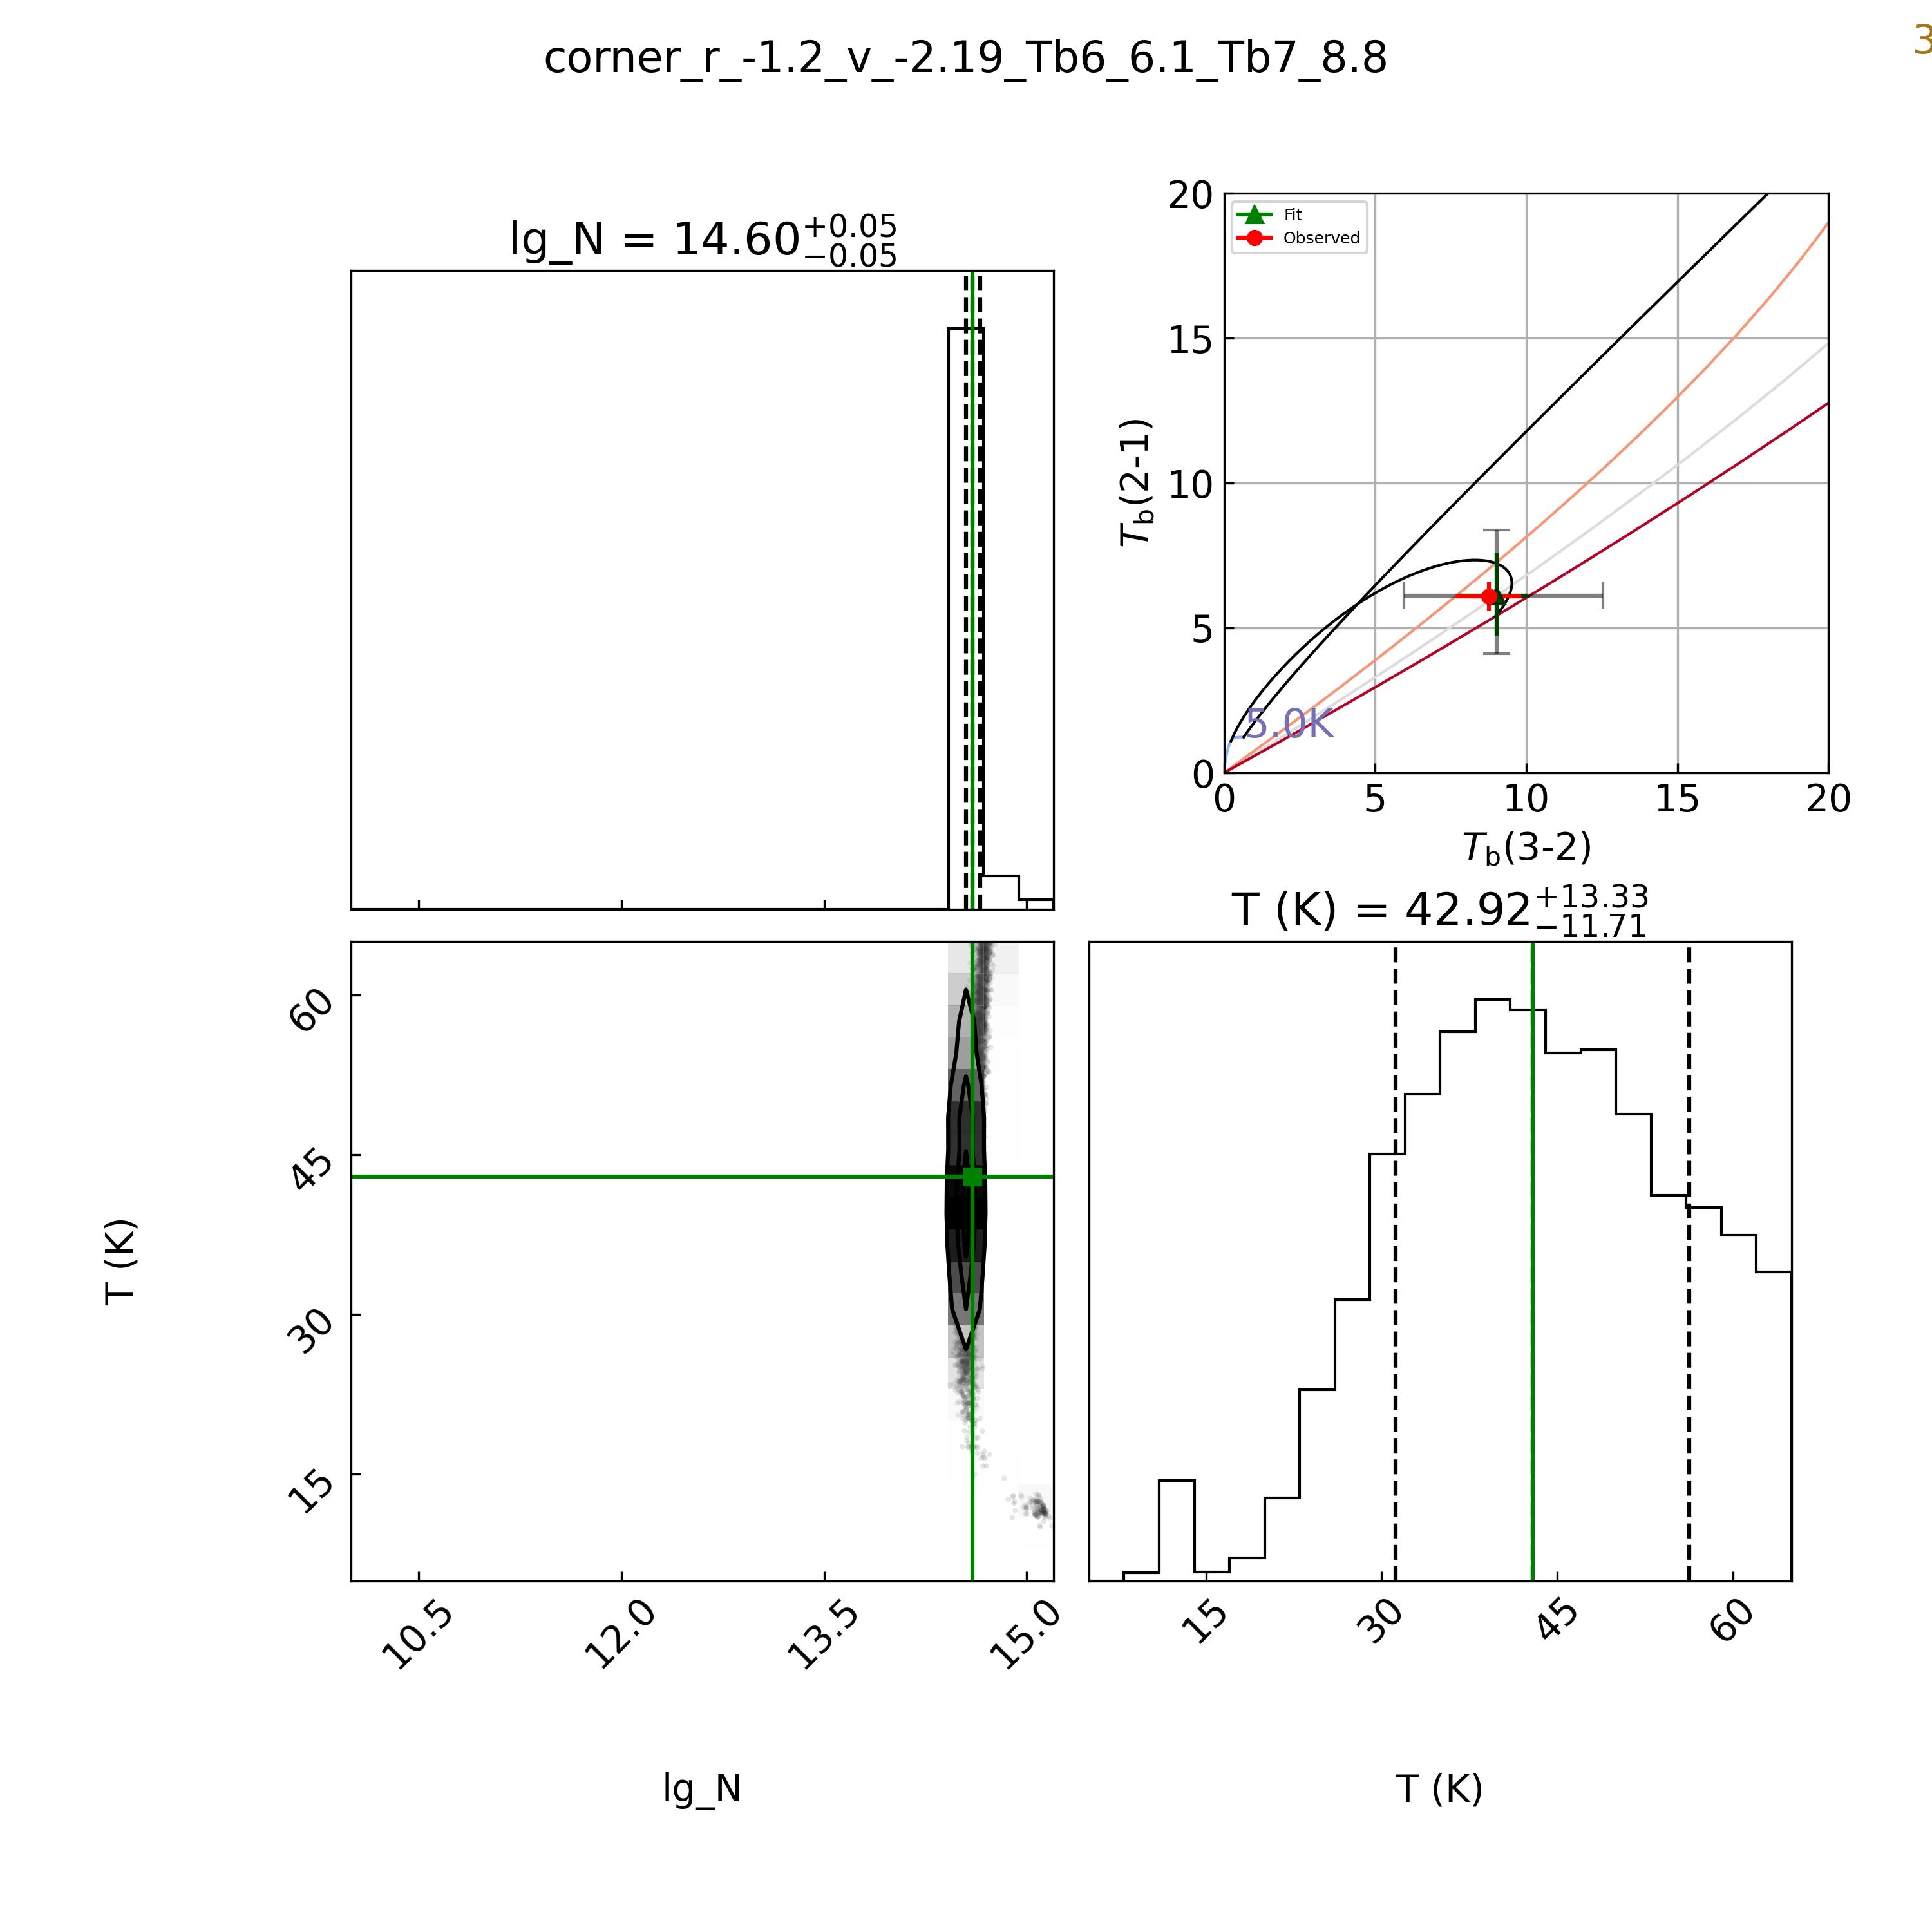 corner_r_-1.2_v_-2.19_Tb6_6.1_Tb7_8.8
3
lg_N = 14.60+0.05−0.05
20
15
10
5
0
Fit
Observed
Tb(2-1)
5.0K
0 5 10 15 20
Tb(3-2)
T (K) = 42.92+13.33−11.71
T (K)
60
45
30
15
10.5 12.0 13.5 15.0
15 30 45 60
lg_N
T (K)